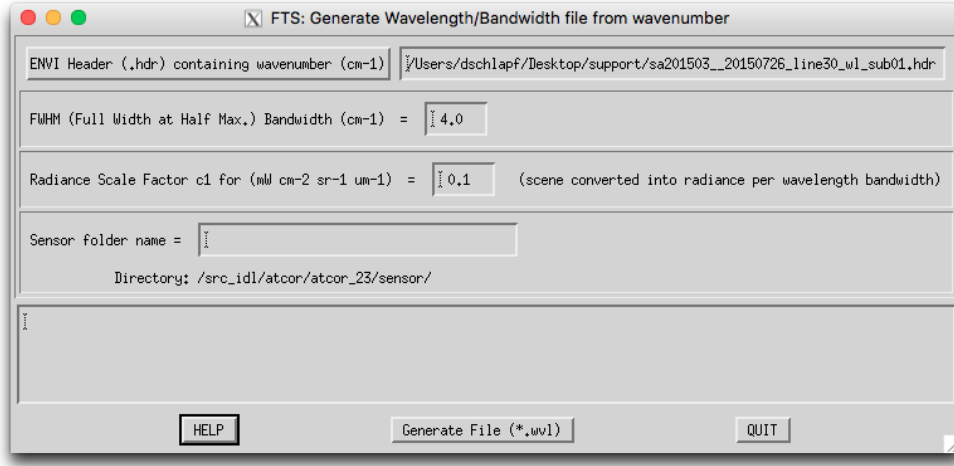 FTS: Generate Wavelength/Bandwidth file from wavenumber
ENVI Header (.hdr) containing wavenumber (cm-1) /Users/dschlapf/Desktop/support/sa201503__20150726_line30_wl_sub01.hdr
FWHM (Full Width at Half Max.) Bandwidth (cm-1) = 4.0
Radiance Scale Factor c1 for (mW cm-2 sr-1 um-1) = 0.1 (scene converted into radiance per wavelength bandwidth)
Sensor folder name =
Directory: /src_idl/atcor/atcor_23/sensor/
HELP Generate File (*.wvl) QUIT